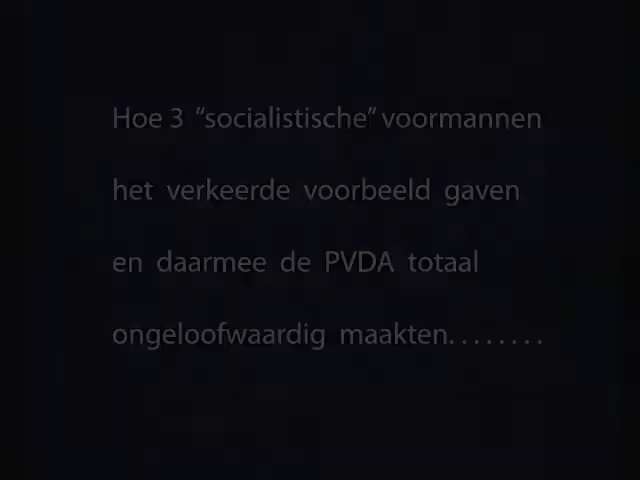 Hoe 3 “socialistische” voormannen
het verkeerde voorbeeld gaven
en daarmee de PVDA totaal
ongeloofwaardig maakten........